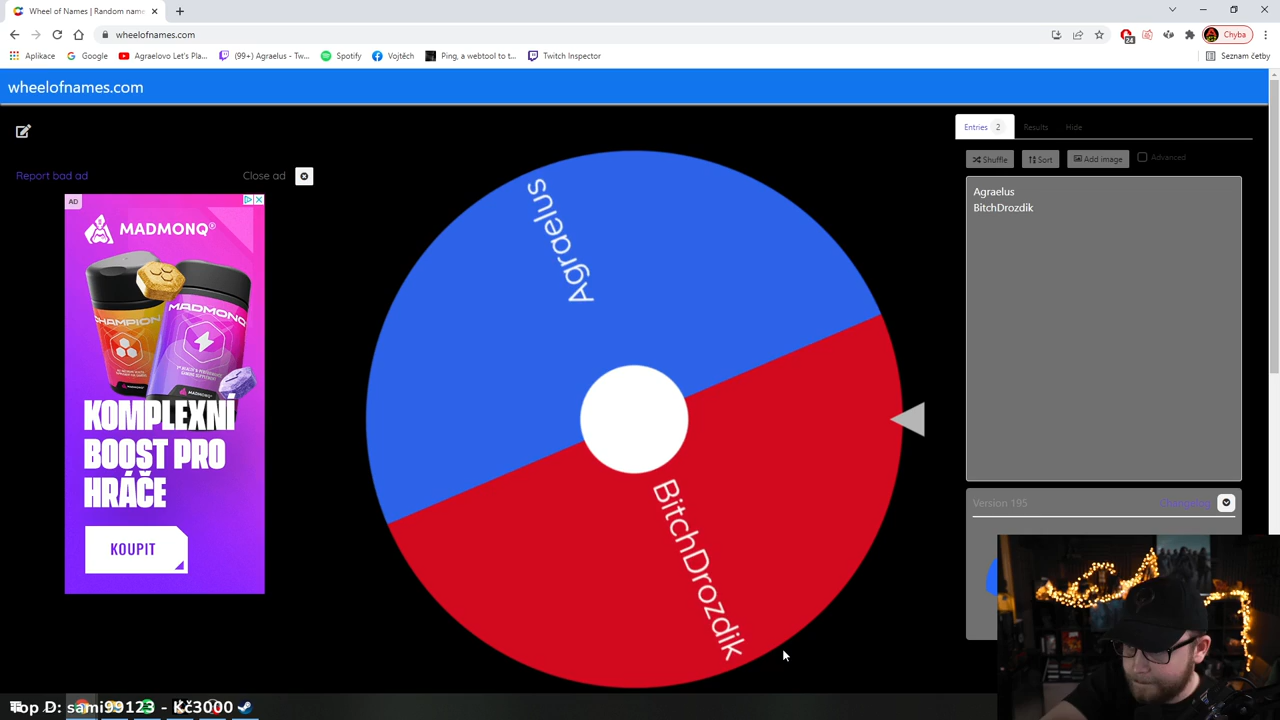 Wheel of Names | Random name
wheelofnames.com
24
Chyba
Aplikace
Google
Agraelovo Let's Pla...
(99+) Agraelus - Tw...
Spotify
Vojtěch
Ping, a webtool to t...
Twitch Inspector
Seznam četby
wheelofnames.com
Entries 2
Results
Hide
Shuffle
Sort
Add image
Advanced
Report bad ad
Close ad
Agraelus
BitchDrozdik
AD
MADMONQ®
CHAMPION
MADMONQ
KOMPLEXNÍ
BOOST PRO
HRÁČE
KOUPIT
Agraelus
BitchDrozdik
Version 195
Changelog
Top D: sami99123 - Kč3000